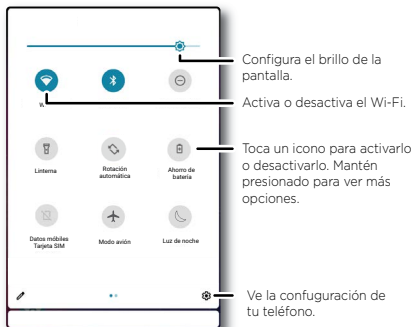 Configura el brillo de la
pantalla.
Activa o desactiva el Wi-Fi.
Linterna
Rotación
automática
Ahorro de
batería
Toca un icono para activarlo
o desactivarlo. Mantén
presionado para ver más
opciones.
Datos móviles
Tarjeta SIM
Modo avión
Luz de noche
Ve la confuguración de
tu teléfono.